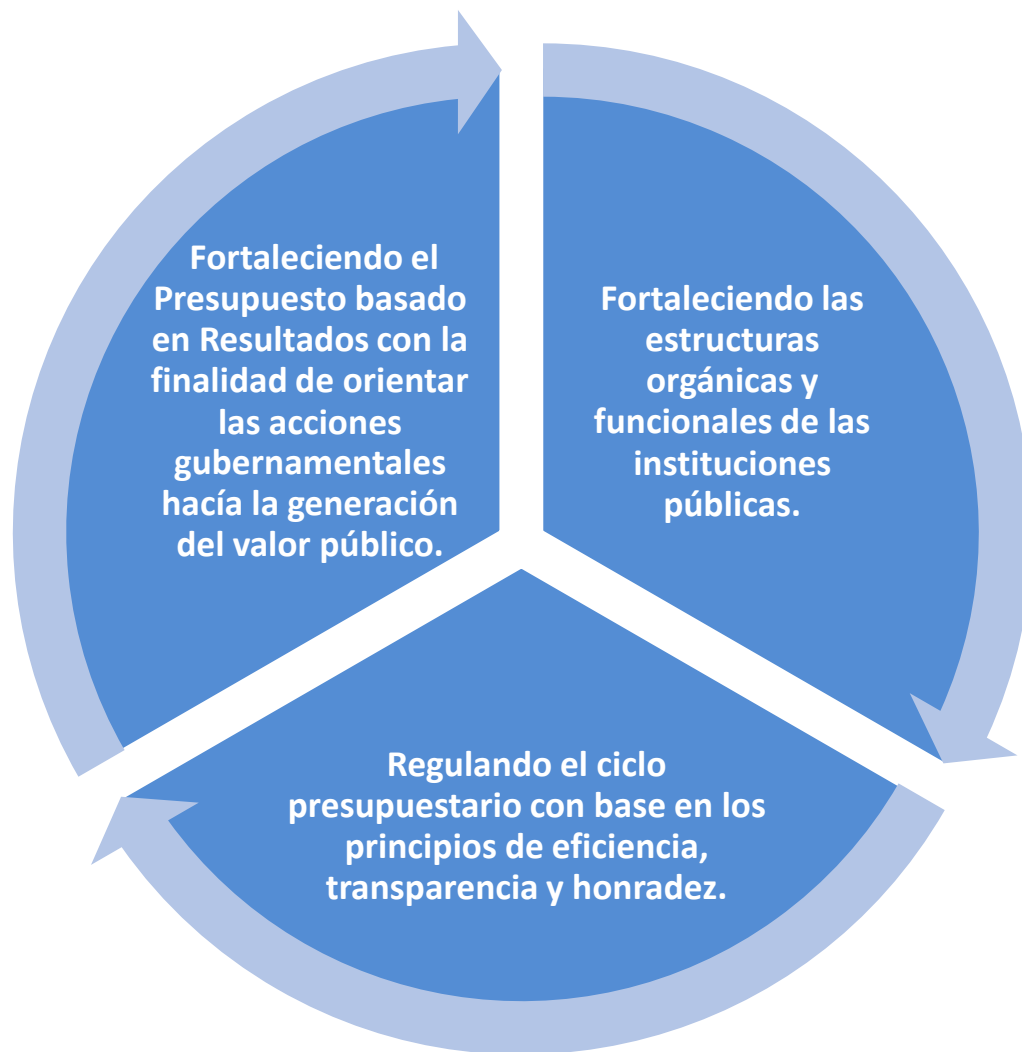 Fortaleciendo el
Presupuesto basado
en Resultados con la
finalidad de orientar
las acciones
gubernamentales
hacía la generación
del valor público.
Fortaleciendo las
estructuras
orgánicas y
funcionales de las
instituciones
públicas.
Regulando el ciclo
presupuestario con base en los
principios de eficiencia,
transparencia y honradez.